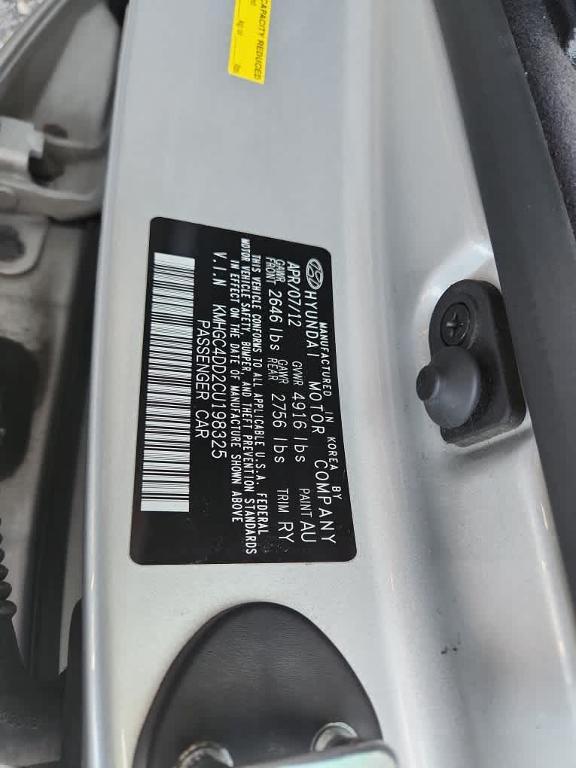 CAPACITY REDUCED
MANUFACTURED IN KOREA BY
HYUNDAI MOTOR COMPANY
APR/07/12 GVWR 4916 lbs PAINT AU
GAWR FRONT 2646 lbs GAWR REAR 2756 lbs TRIM RY
THIS VEHICLE CONFORMS TO ALL APPLICABLE U.S.A. FEDERAL
MOTOR VEHICLE SAFETY, BUMPER, AND THEFT PREVENTION STANDARDS
IN EFFECT ON THE DATE OF MANUFACTURE SHOWN ABOVE
V.I.N KMHGC4DD2CU198325
PASSENGER CAR